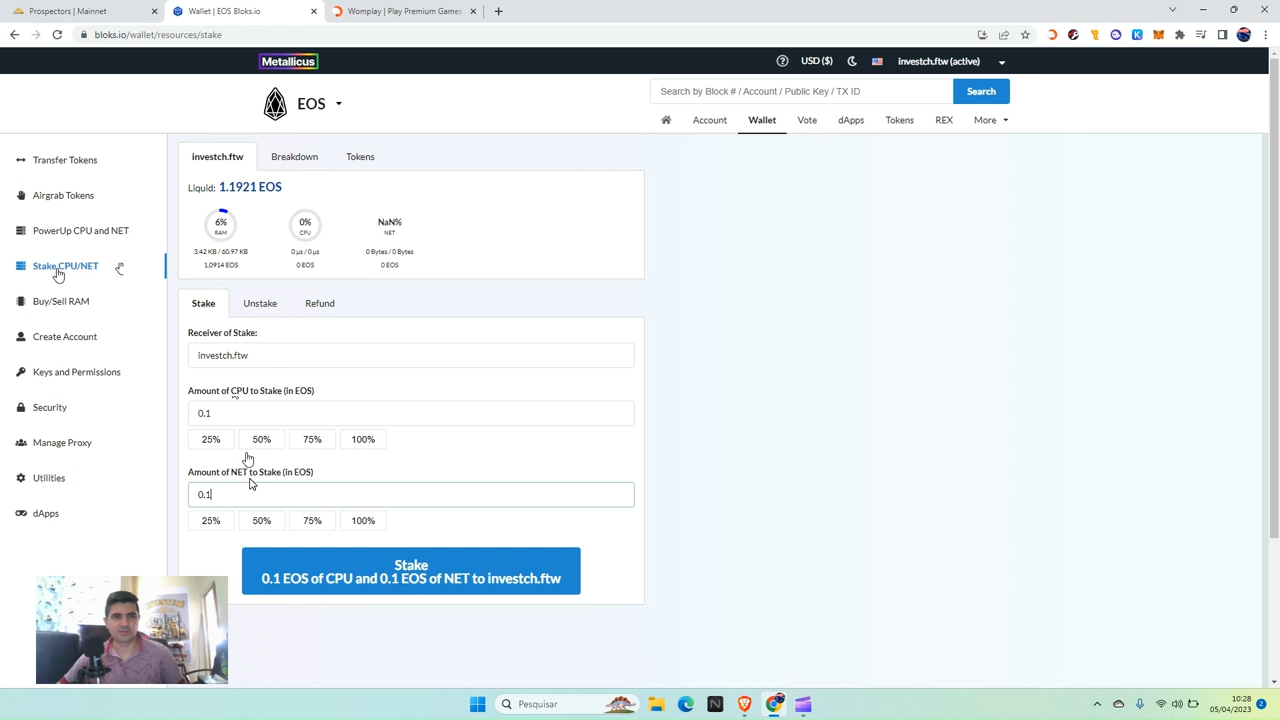 Prospectors | Mainnet
Wallet | EOS Bloks.io
Womplay | Play Premium Games
bloks.io/wallet/resources/stake
Metallicus
USD ($)
investch.ftw (active)
EOS
Search by Block # / Account / Public Key / TX ID
Search
Account
Wallet
Vote
dApps
Tokens
REX
More
Transfer Tokens
Airgrab Tokens
PowerUp CPU and NET
Stake CPU/NET
Buy/Sell RAM
Create Account
Keys and Permissions
Security
Manage Proxy
Utilities
dApps
investch.ftw
Breakdown
Tokens
Liquid: 1.1921 EOS
6%
RAM
3.42 KB / 60.97 KB
1.0914 EOS
0%
CPU
0 µs / 0 µs
0 EOS
NaN%
NET
0 Bytes / 0 Bytes
0 EOS
Stake
Unstake
Refund
Receiver of Stake:
investch.ftw
Amount of CPU to Stake (in EOS)
0.1
25%
50%
75%
100%
Amount of NET to Stake (in EOS)
0.1
25%
50%
75%
100%
Stake
0.1 EOS of CPU and 0.1 EOS of NET to investch.ftw
Pesquisar
10:28
05/04/2023
2